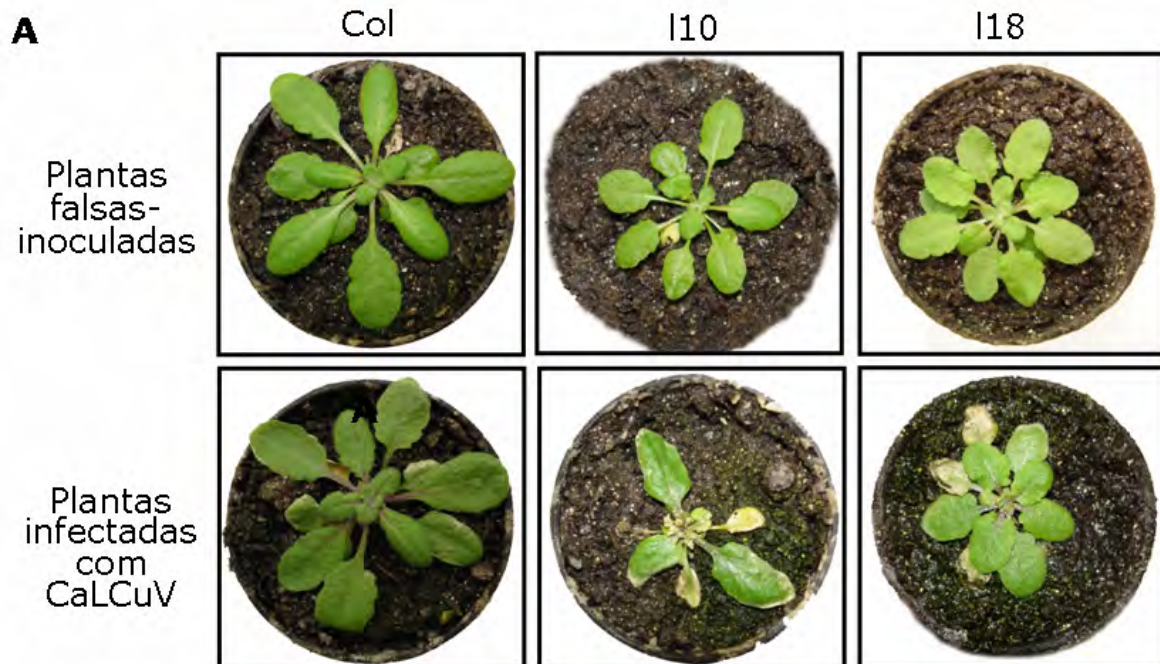 A
Col
l10
l18
Plantas
falsas-
inoculadas
Plantas
infectadas
com
CaLCuV